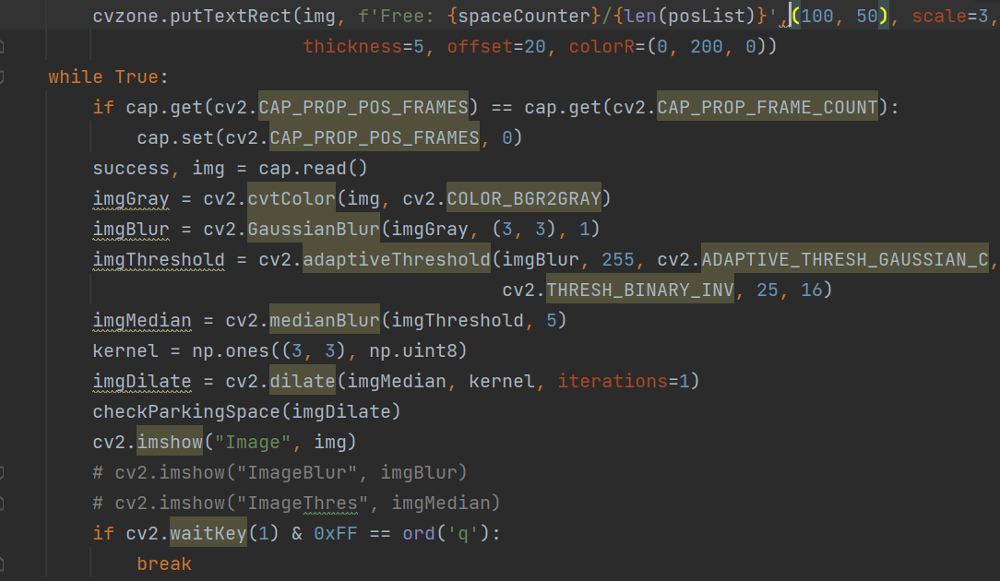 cvzone.putTextRect(img, f'Free: {spaceCounter}/{len(posList)}',(100, 50), scale=3,
thickness=5, offset=20, colorR=(0, 200, 0))
while True:
if cap.get(cv2.CAP_PROP_POS_FRAMES) == cap.get(cv2.CAP_PROP_FRAME_COUNT):
cap.set(cv2.CAP_PROP_POS_FRAMES, 0)
success, img = cap.read()
imgGray = cv2.cvtColor(img, cv2.COLOR_BGR2GRAY)
imgBlur = cv2.GaussianBlur(imgGray, (3, 3), 1)
imgThreshold = cv2.adaptiveThreshold(imgBlur, 255, cv2.ADAPTIVE_THRESH_GAUSSIAN_C,
cv2.THRESH_BINARY_INV, 25, 16)
imgMedian = cv2.medianBlur(imgThreshold, 5)
kernel = np.ones((3, 3), np.uint8)
imgDilate = cv2.dilate(imgMedian, kernel, iterations=1)
checkParkingSpace(imgDilate)
cv2.imshow("Image", img)
# cv2.imshow("ImageBlur", imgBlur)
# cv2.imshow("ImageThres", imgMedian)
if cv2.waitKey(1) & 0xFF == ord('q'):
break